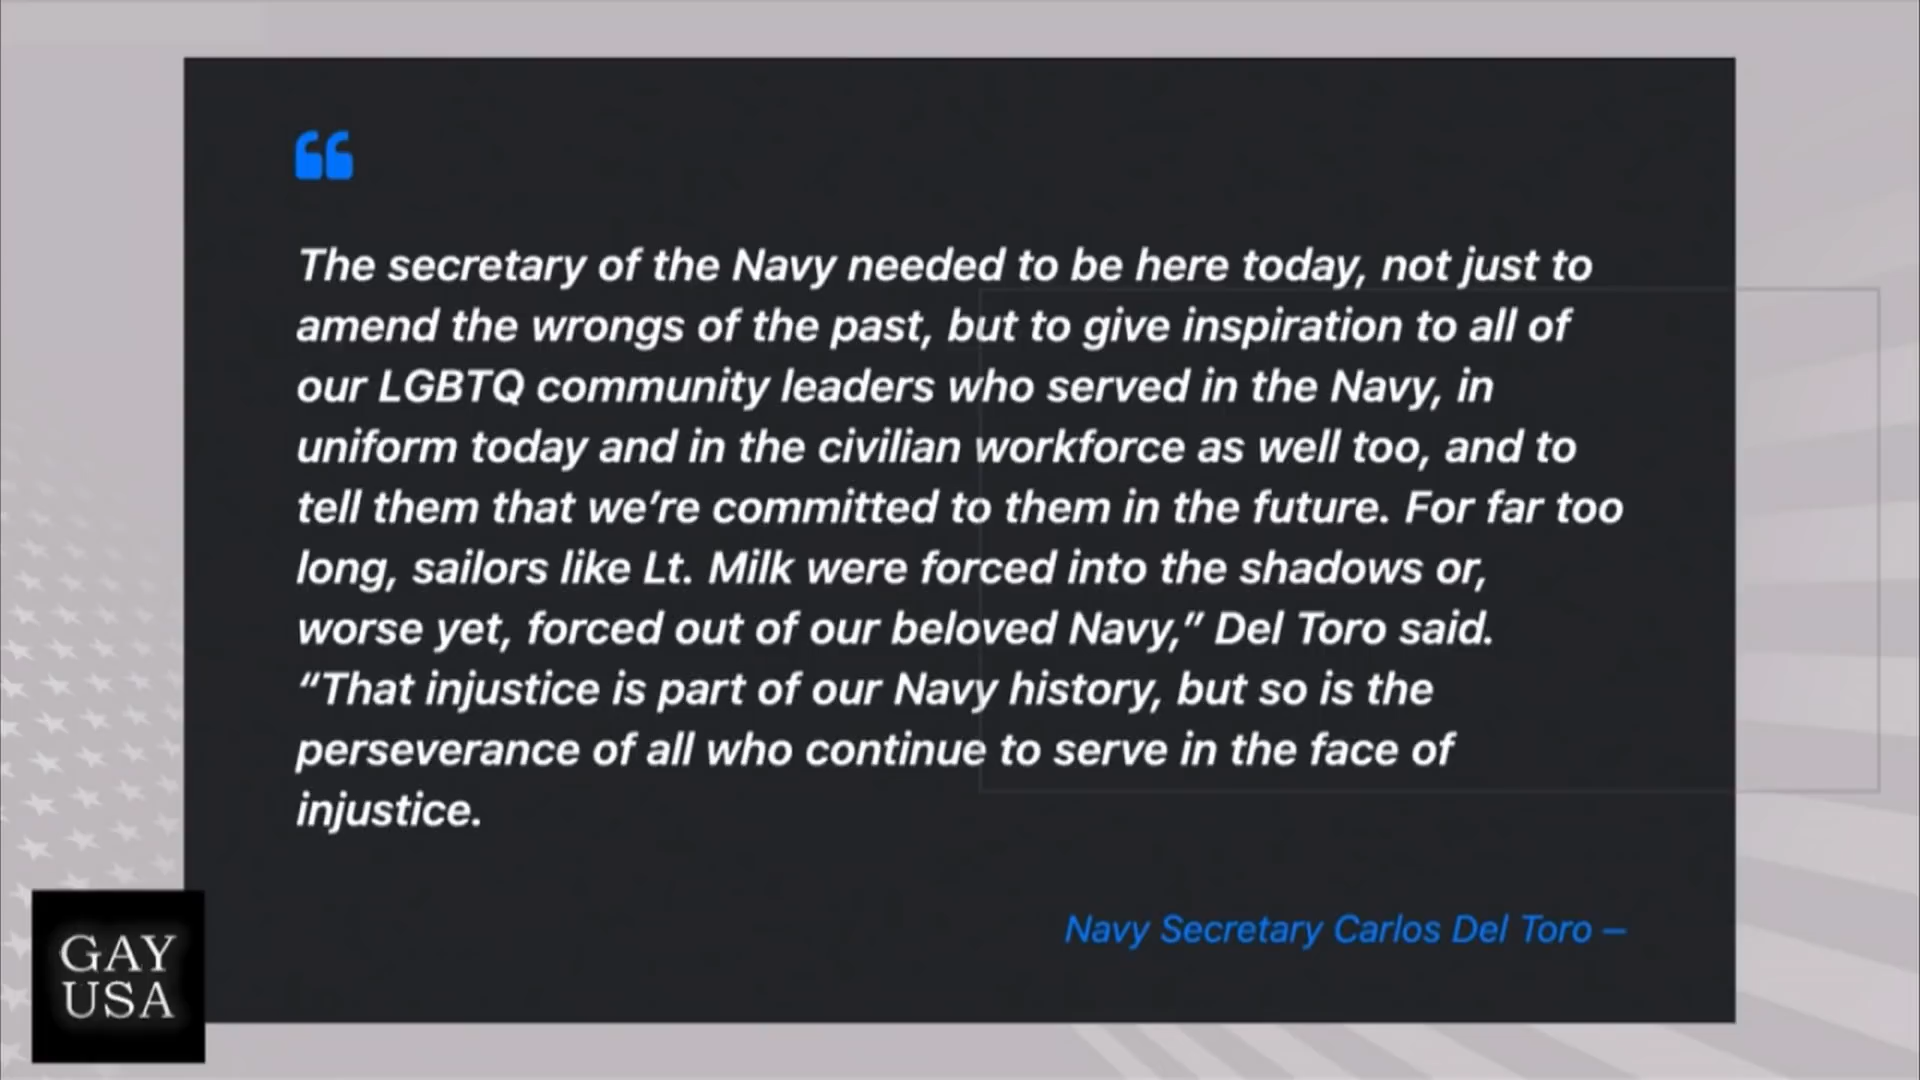 “
The secretary of the Navy needed to be here today, not just to
amend the wrongs of the past, but to give inspiration to all of
our LGBTQ community leaders who served in the Navy, in
uniform today and in the civilian workforce as well too, and to
tell them that we’re committed to them in the future. For far too
long, sailors like Lt. Milk were forced into the shadows or,
worse yet, forced out of our beloved Navy,” Del Toro said.
“That injustice is part of our Navy history, but so is the
perseverance of all who continue to serve in the face of
injustice.
Navy Secretary Carlos Del Toro —
GAY
USA